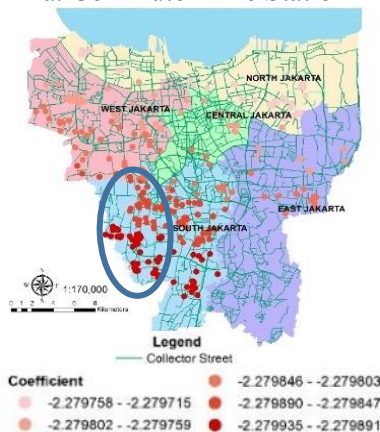 NORTH JAKARTA
WEST JAKARTA
CENTRAL JAKARTA
EAST JAKARTA
SOUTH JAKARTA
1:170,000
Kilometers
Legend
Collector Street
Coefficient
-2.279758 - -2.279715
-2.279802 - -2.279759
-2.279846 - -2.279803
-2.279890 - -2.279847
-2.279935 - -2.279891